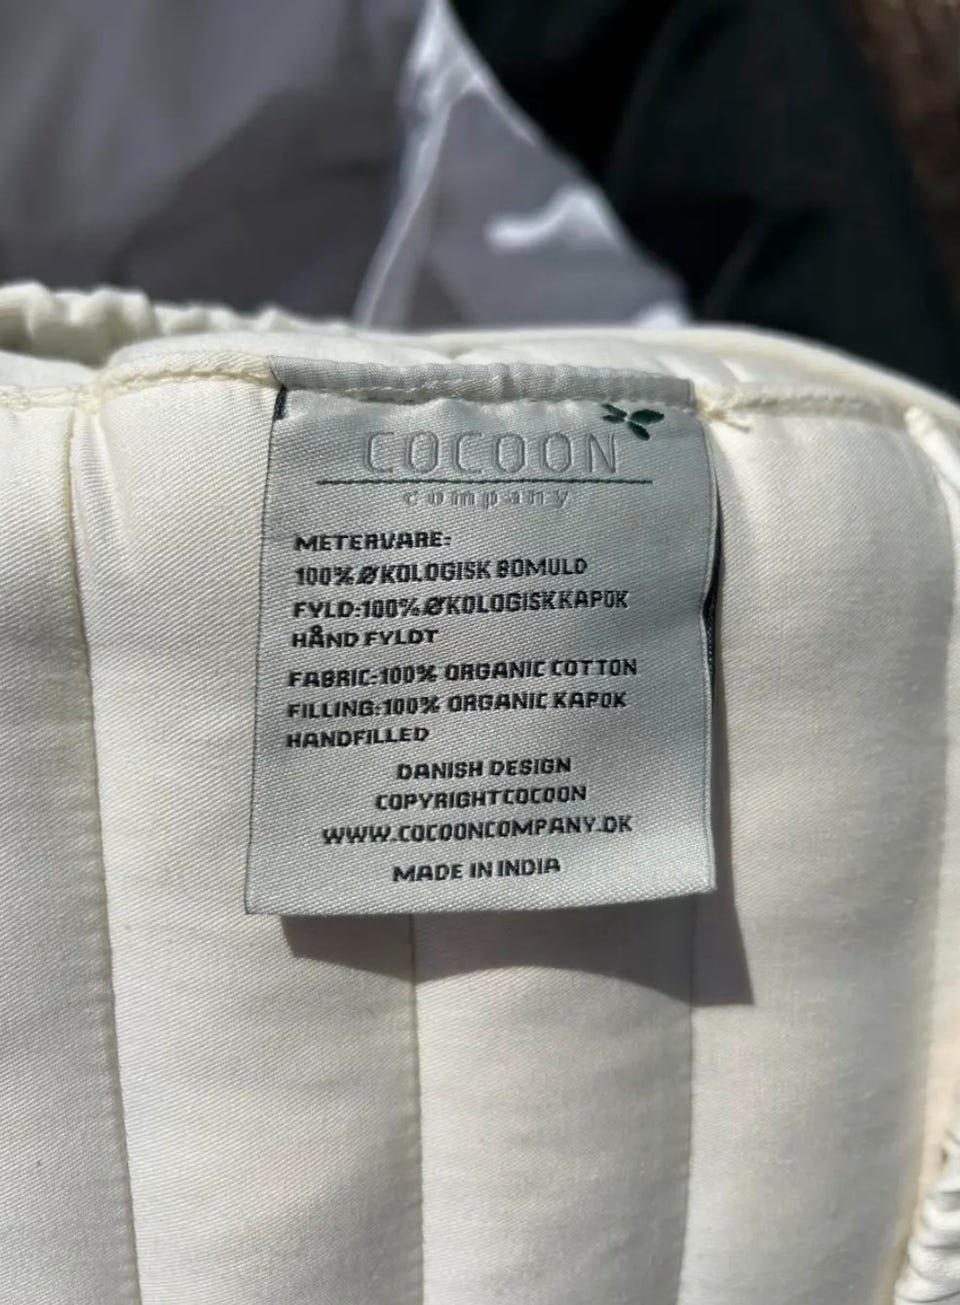 COCOON
company
METERVARE:
100% ØKOLOGISK BOMULD
FYLD:100% ØKOLOGISK KAPOK
HÅND FYLDT
FABRIC:100% ORGANIC COTTON
FILLING:100% ORGANIC KAPOK
HANDFILLED
DANISH DESIGN
COPYRIGHT COCOON
WWW.COCOONCOMPANY.DK
MADE IN INDIA